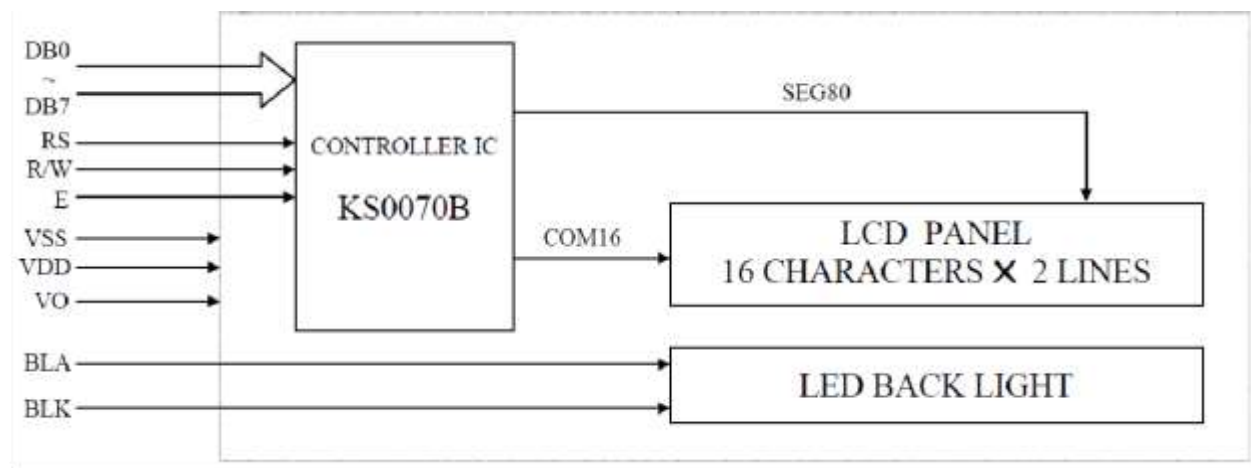 DB0
~
DB7
RS
R/W
E
VSS
VDD
VO
BLA
BLK
CONTROLLER IC
KS0070B
SEG80
COM16
LCD PANEL
16 CHARACTERS X 2 LINES
LED BACK LIGHT